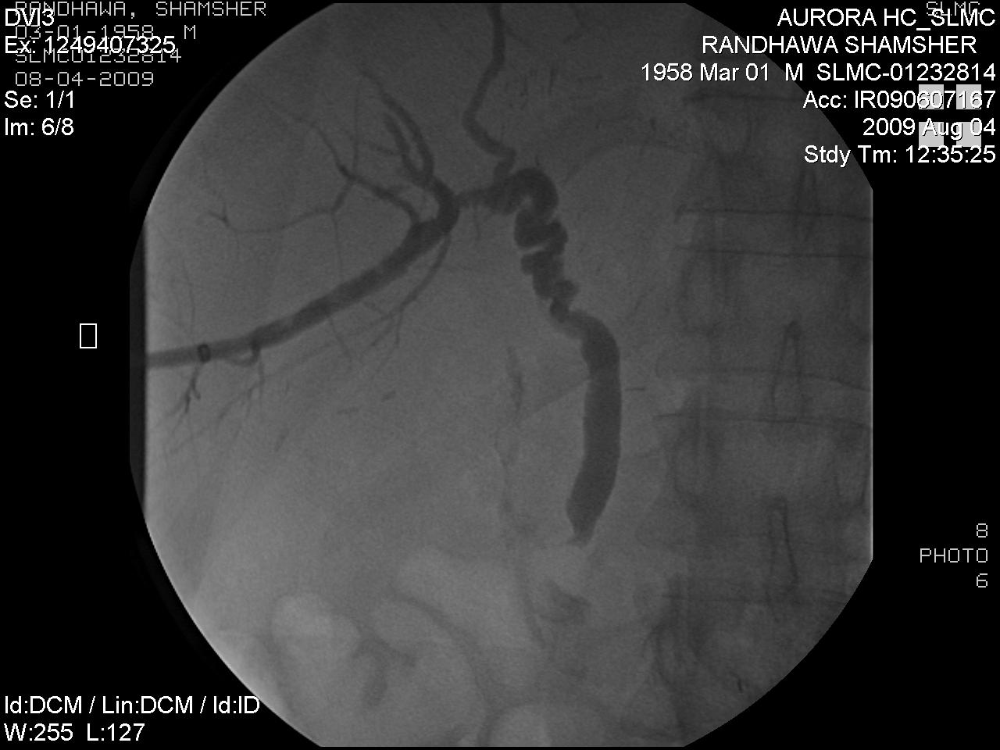 RANDHAWA, SHAMSHER
DVI3
03-01-1958 M
Ex: 1249407325
SLMC01232814
08-04-2009
Se: 1/1
Im: 6/8
SLMC
AURORA HC_SLMC
RANDHAWA SHAMSHER
1958 Mar 01 M SLMC-01232814
Acc: IR090607167
2009 Aug 04
Stdy Tm: 12:35:25
8
PHOTO
6
Id:DCM / Lin:DCM / Id:ID
W:255 L:127